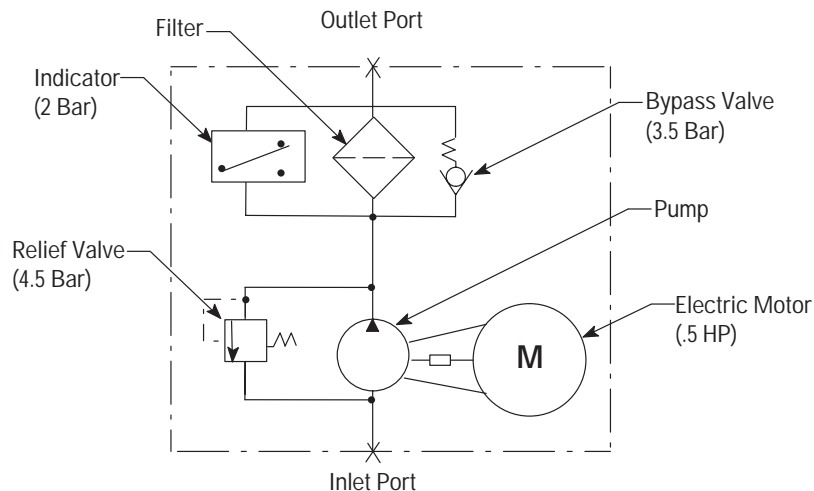 Outlet Port
Filter
Indicator
(2 Bar)
Bypass Valve
(3.5 Bar)
Pump
Relief Valve
(4.5 Bar)
Electric Motor
(.5 HP)
M
Inlet Port